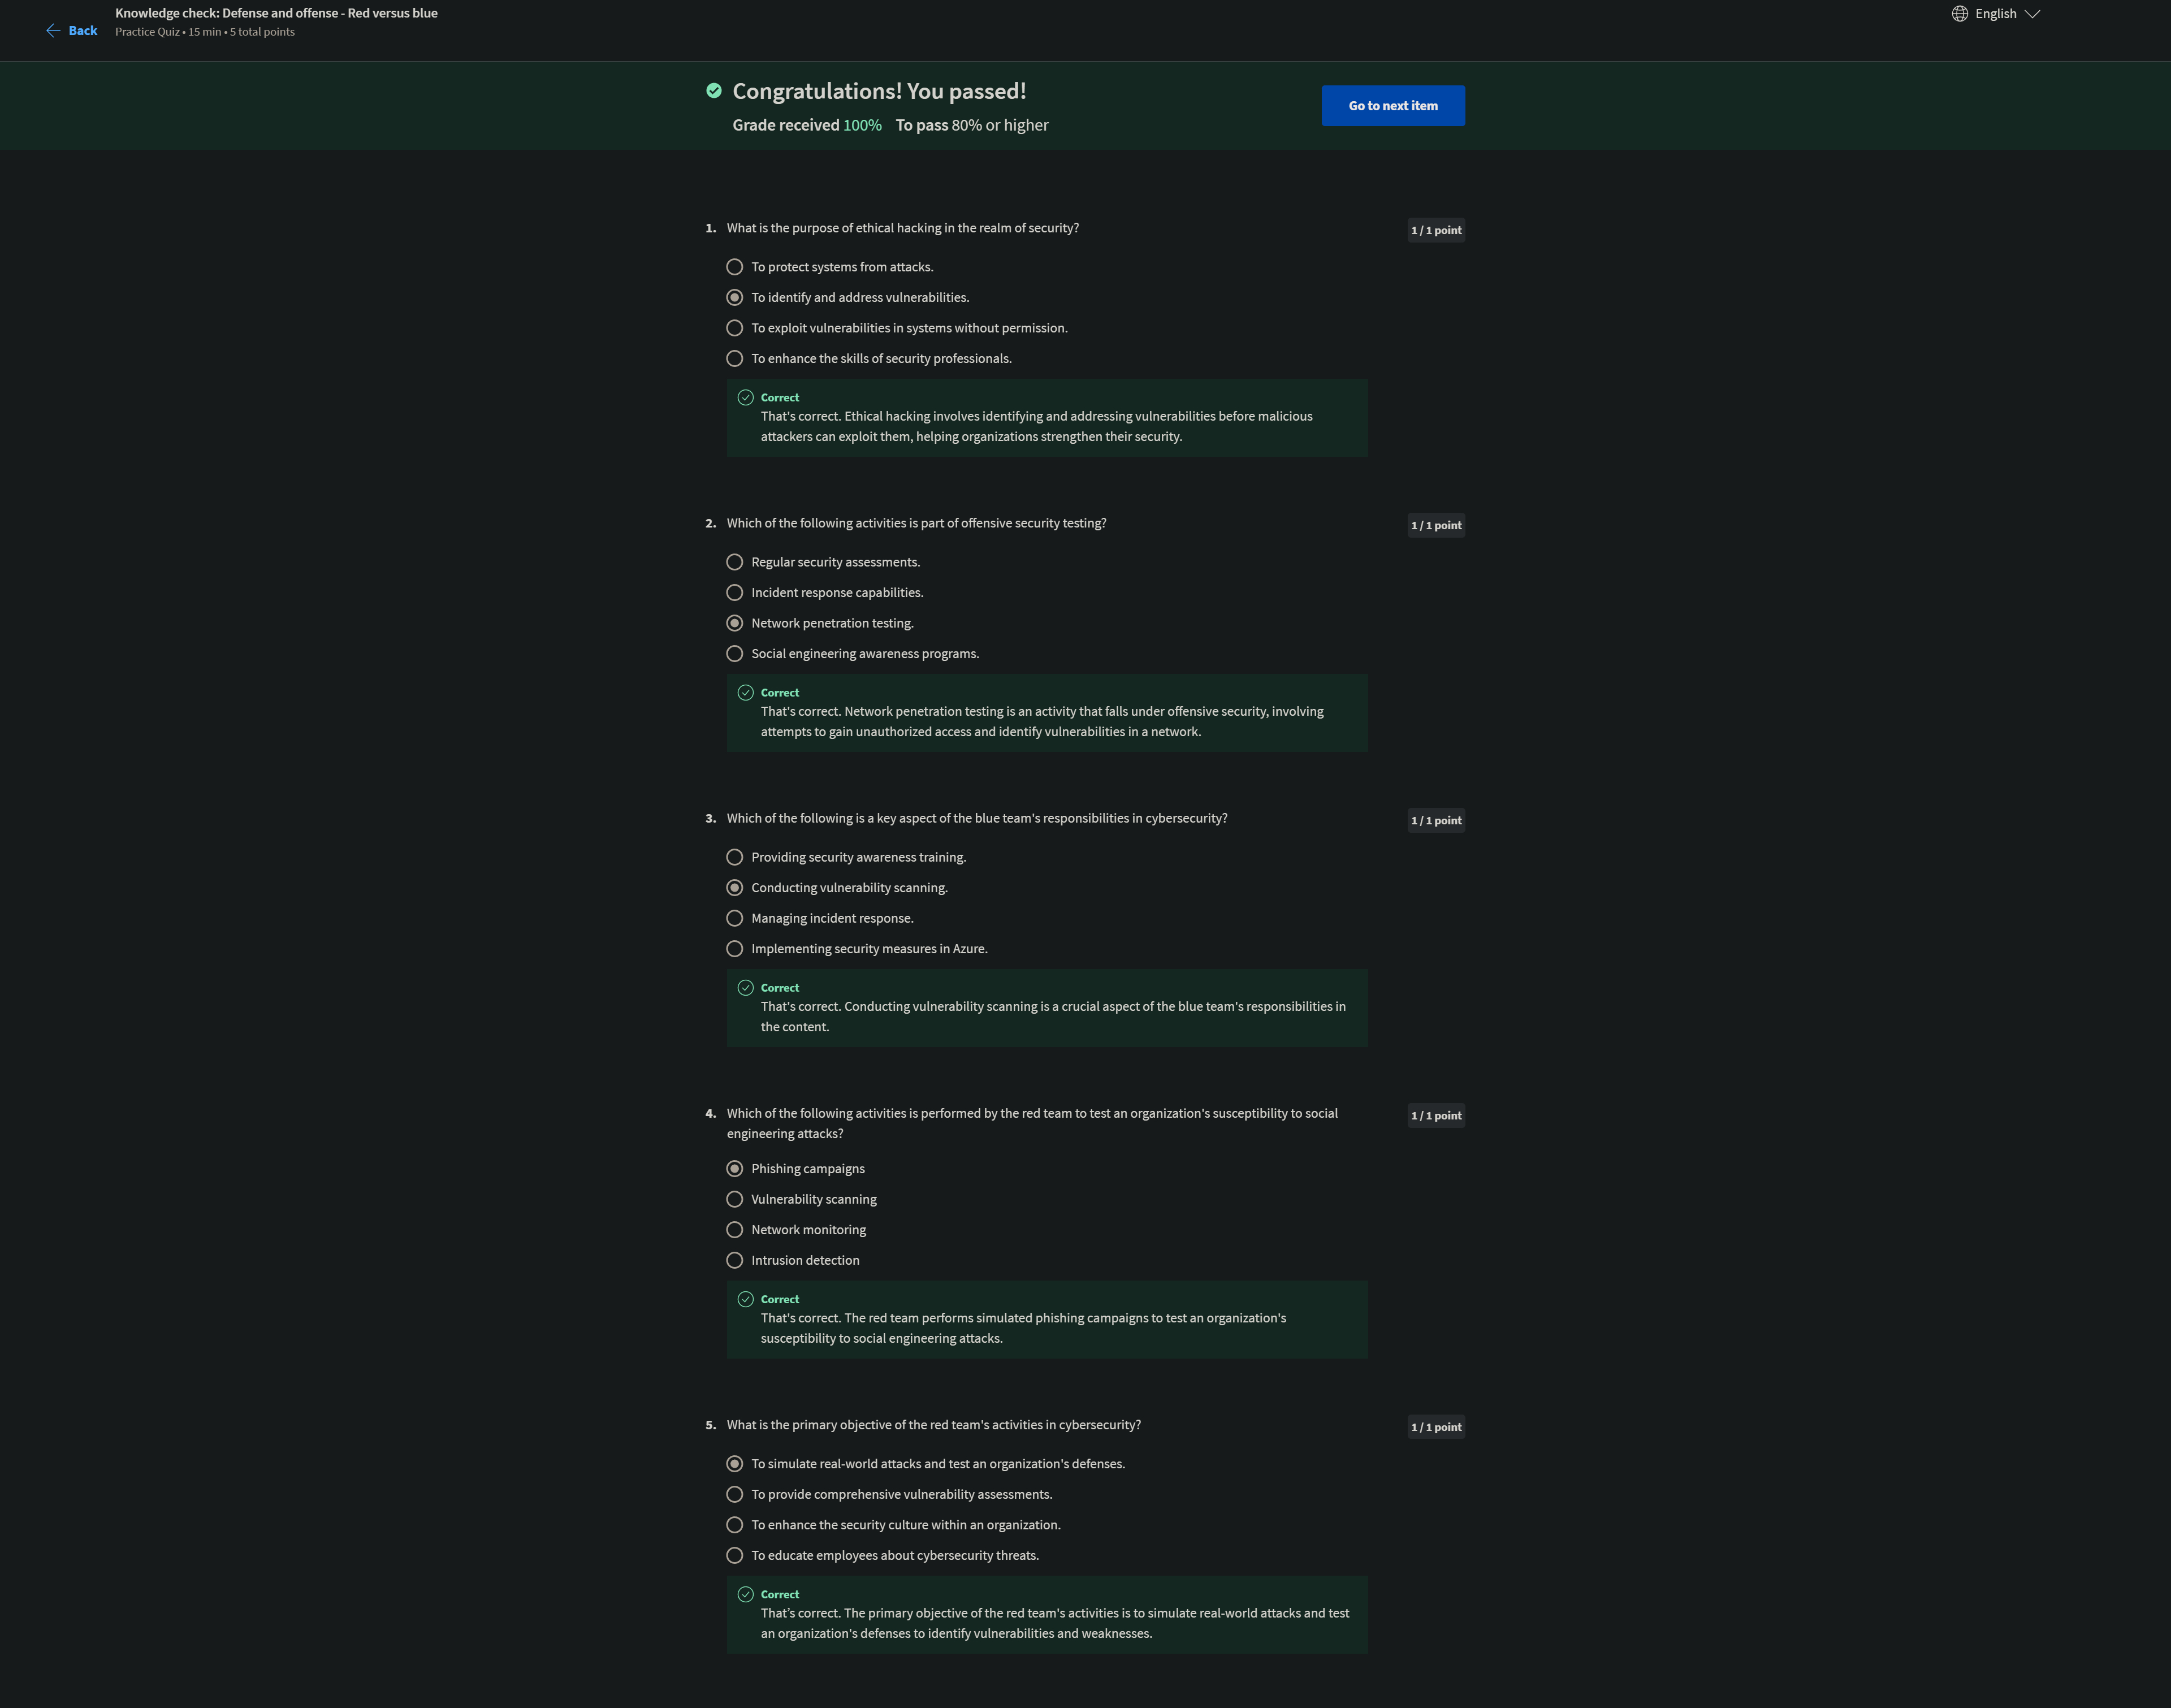 Back
Knowledge check: Defense and offense - Red versus blue
Practice Quiz • 15 min • 5 total points
English
Congratulations! You passed!
Grade received 100% To pass 80% or higher
Go to next item
1. What is the purpose of ethical hacking in the realm of security?
1 / 1 point
To protect systems from attacks.
To identify and address vulnerabilities.
To exploit vulnerabilities in systems without permission.
To enhance the skills of security professionals.
Correct
That's correct. Ethical hacking involves identifying and addressing vulnerabilities before malicious
attackers can exploit them, helping organizations strengthen their security.
2. Which of the following activities is part of offensive security testing?
1 / 1 point
Regular security assessments.
Incident response capabilities.
Network penetration testing.
Social engineering awareness programs.
Correct
That's correct. Network penetration testing is an activity that falls under offensive security, involving
attempts to gain unauthorized access and identify vulnerabilities in a network.
3. Which of the following is a key aspect of the blue team's responsibilities in cybersecurity?
1 / 1 point
Providing security awareness training.
Conducting vulnerability scanning.
Managing incident response.
Implementing security measures in Azure.
Correct
That's correct. Conducting vulnerability scanning is a crucial aspect of the blue team's responsibilities in
the content.
4. Which of the following activities is performed by the red team to test an organization's susceptibility to social
engineering attacks?
1 / 1 point
Phishing campaigns
Vulnerability scanning
Network monitoring
Intrusion detection
Correct
That's correct. The red team performs simulated phishing campaigns to test an organization's
susceptibility to social engineering attacks.
5. What is the primary objective of the red team's activities in cybersecurity?
1 / 1 point
To simulate real-world attacks and test an organization's defenses.
To provide comprehensive vulnerability assessments.
To enhance the security culture within an organization.
To educate employees about cybersecurity threats.
Correct
That’s correct. The primary objective of the red team's activities is to simulate real-world attacks and test
an organization's defenses to identify vulnerabilities and weaknesses.